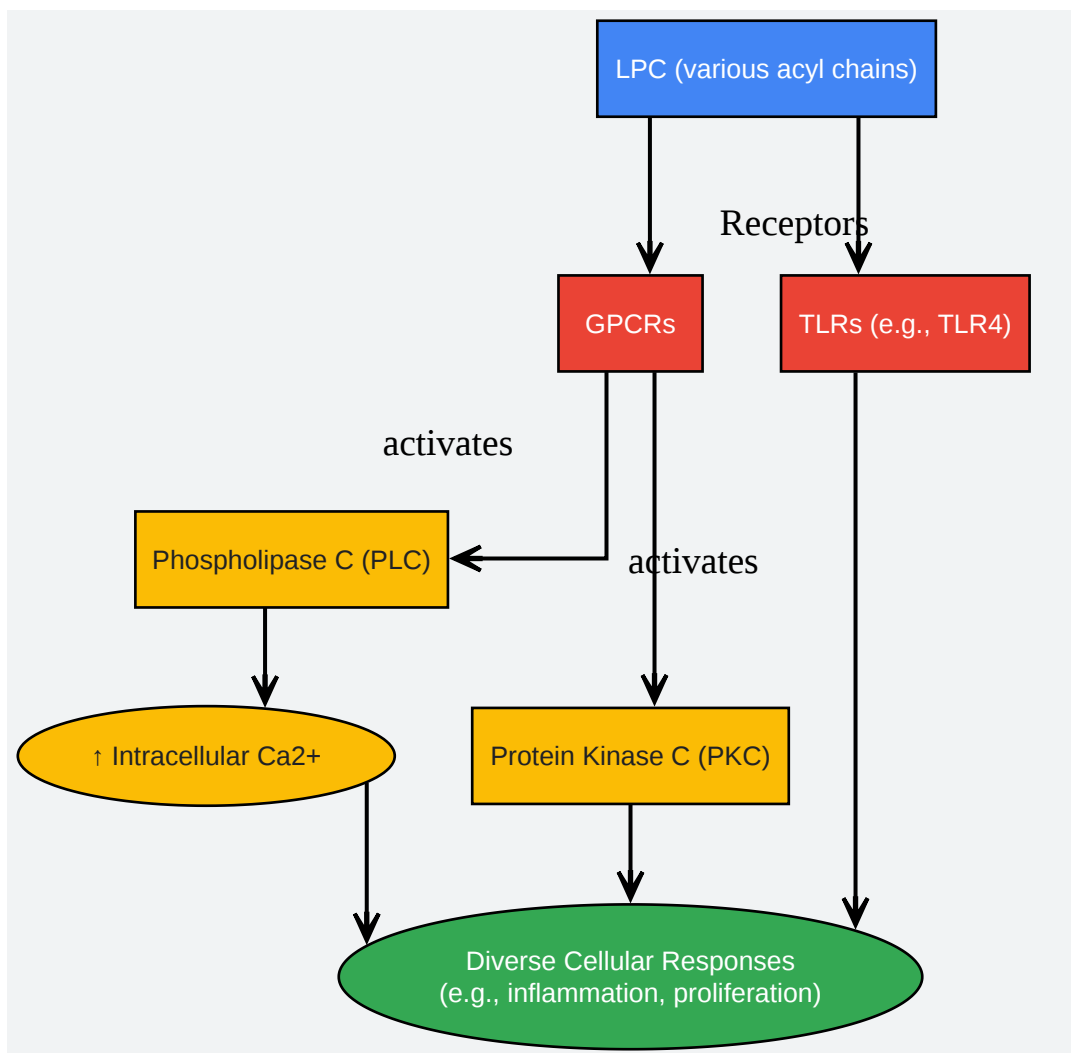 LPC (various acyl chains)
Receptors
GPCRs
TLRs (e.g., TLR4)
activates
Phospholipase C (PLC)
activates
↑ Intracellular Ca2+
Protein Kinase C (PKC)
Diverse Cellular Responses
(e.g., inflammation, proliferation)